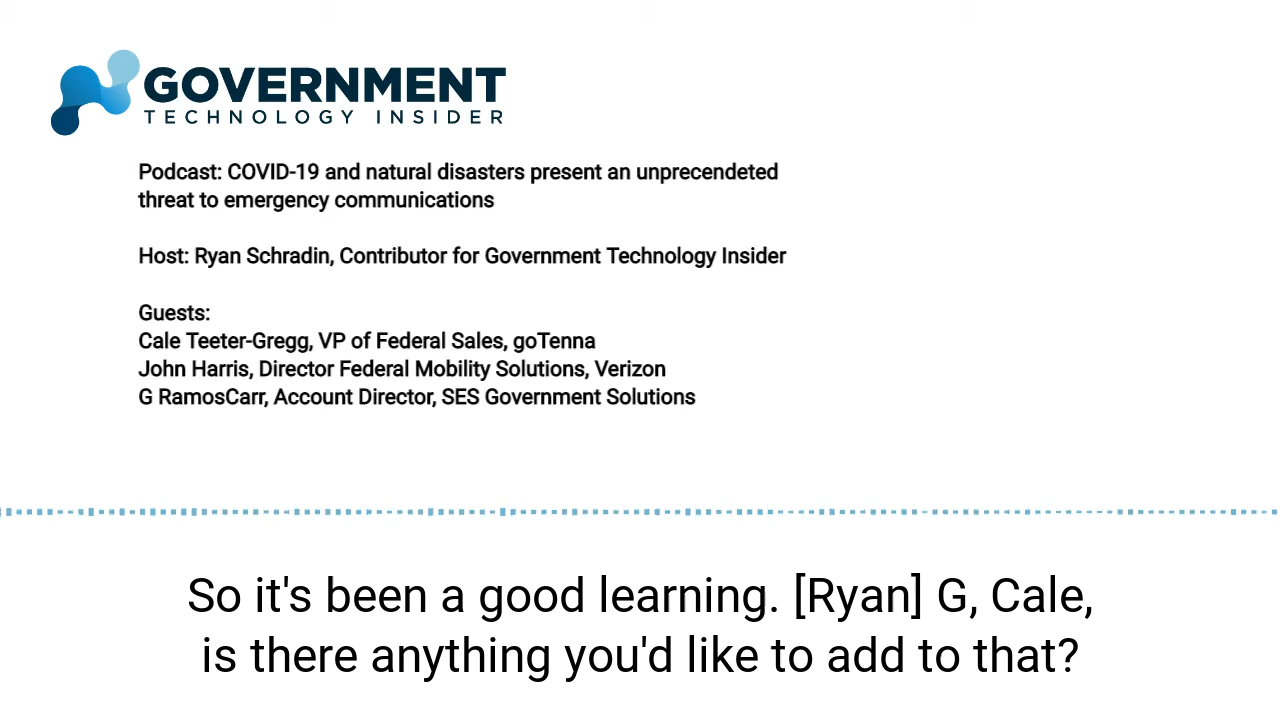 GOVERNMENT
TECHNOLOGY INSIDER
Podcast: COVID-19 and natural disasters present an unprecendeted
threat to emergency communications
Host: Ryan Schradin, Contributor for Government Technology Insider
Guests:
Cale Teeter-Gregg, VP of Federal Sales, goTenna
John Harris, Director Federal Mobility Solutions, Verizon
G RamosCarr, Account Director, SES Government Solutions
So it's been a good learning. [Ryan] G, Cale,
is there anything you'd like to add to that?